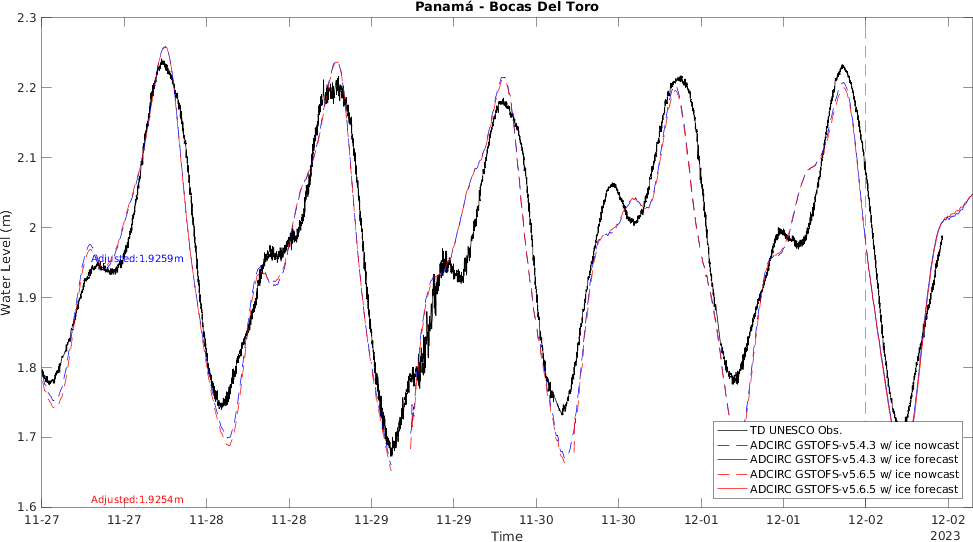 Panamá - Bocas Del Toro
Water Level (m)
2.3
2.2
2.1
2
1.9
1.8
1.7
1.6
Adjusted:1.9259m
Adjusted:1.9254m
TD UNESCO Obs.
ADCIRC GSTOFS-v5.4.3 w/ ice nowcast
ADCIRC GSTOFS-v5.4.3 w/ ice forecast
ADCIRC GSTOFS-v5.6.5 w/ ice nowcast
ADCIRC GSTOFS-v5.6.5 w/ ice forecast
11-27 11-27 11-28 11-28 11-29 11-29 11-30 11-30 12-01 12-01 12-02 12-02
2023
Time